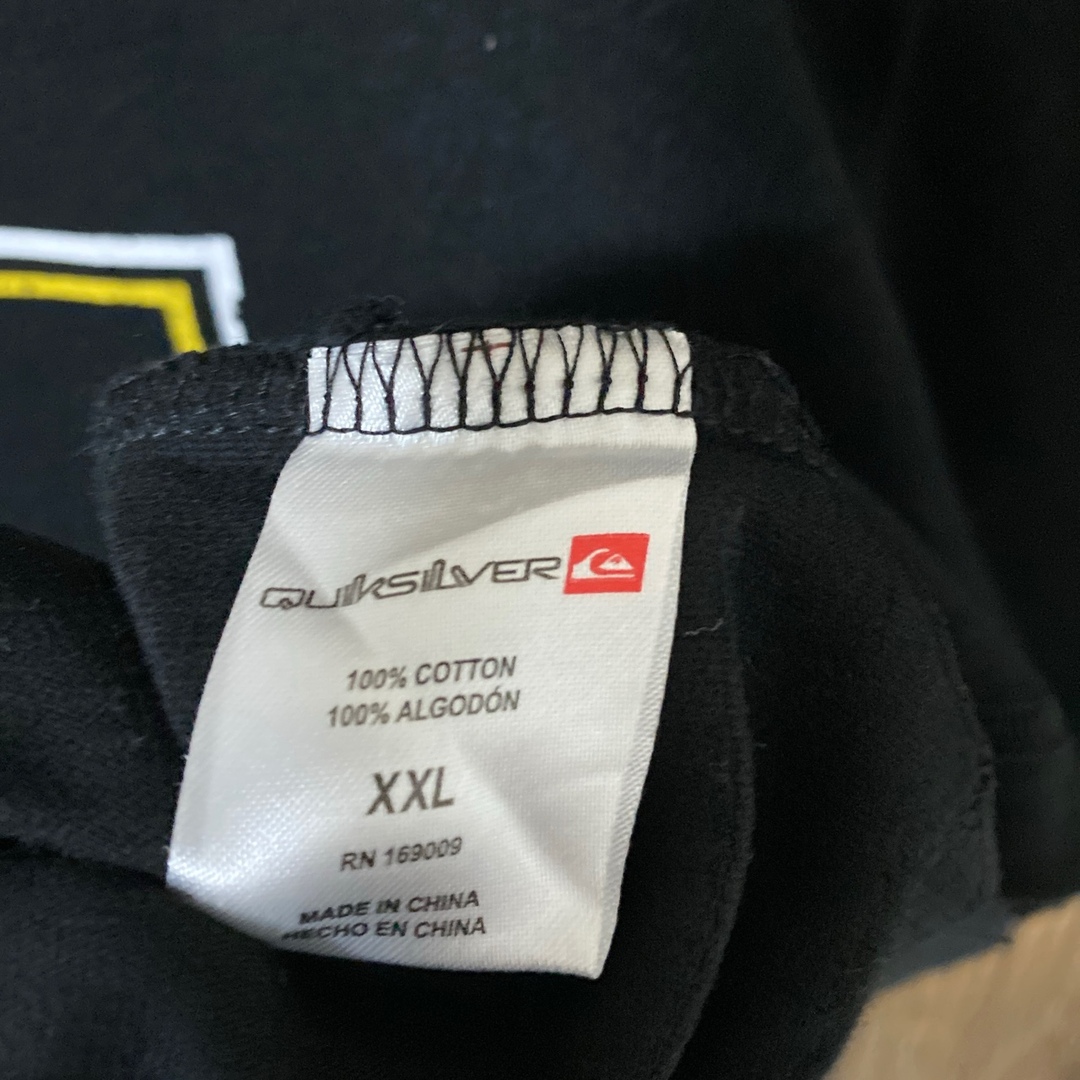 QUIKSILVER
100% COTTON
100% ALGODÓN
XXL
RN 169009
MADE IN CHINA
HECHO EN CHINA